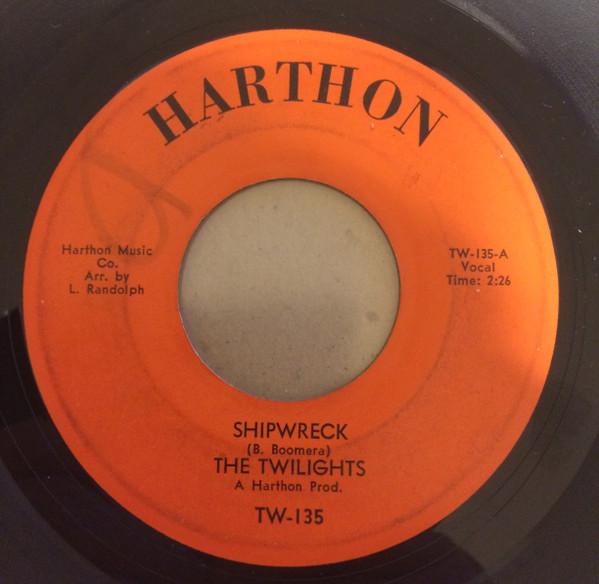 HARTHON
Harthon Music
Co.
Arr. by
L. Randolph
TW-135-A
Vocal
Time: 2:26
SHIPWRECK
(B. Boomera)
THE TWILIGHTS
A Harthon Prod.
TW-135